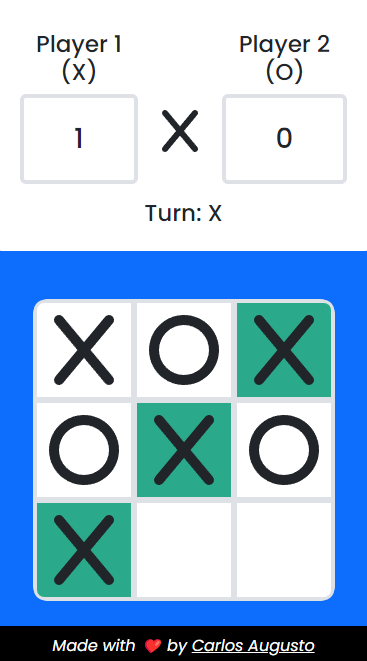 Player 1
(X)
Player 2
(O)
1
X
0
Turn: X
X O X
O X O
X
Made with ❤️ by Carlos Augusto